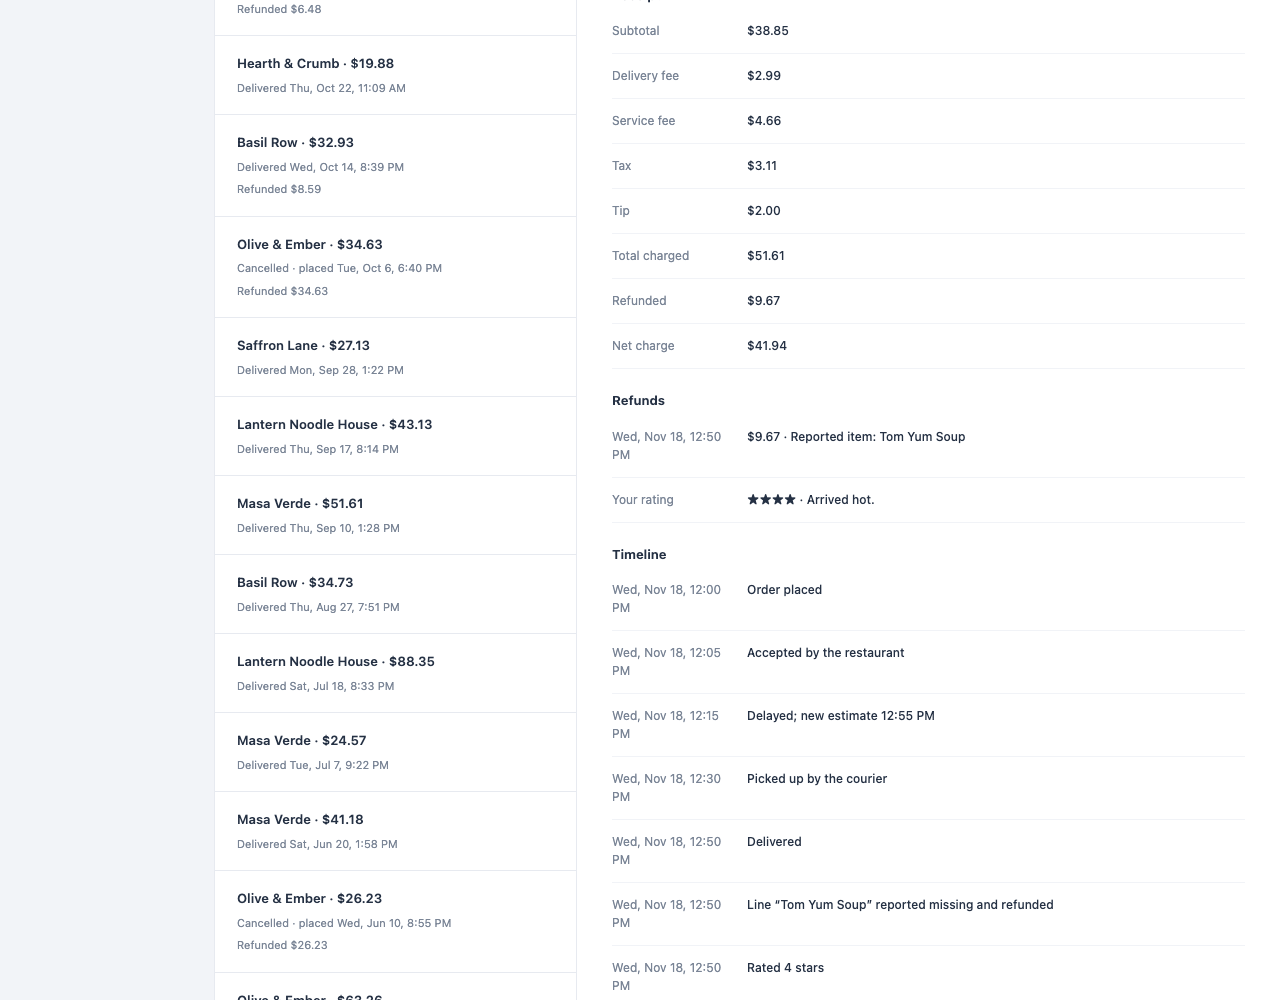 Refunded $6.48
Hearth & Crumb · $19.88
Delivered Thu, Oct 22, 11:09 AM
Basil Row · $32.93
Delivered Wed, Oct 14, 8:39 PM
Refunded $8.59
Olive & Ember · $34.63
Cancelled · placed Tue, Oct 6, 6:40 PM
Refunded $34.63
Saffron Lane · $27.13
Delivered Mon, Sep 28, 1:22 PM
Lantern Noodle House · $43.13
Delivered Thu, Sep 17, 8:14 PM
Masa Verde · $51.61
Delivered Thu, Sep 10, 1:28 PM
Basil Row · $34.73
Delivered Thu, Aug 27, 7:51 PM
Lantern Noodle House · $88.35
Delivered Sat, Jul 18, 8:33 PM
Masa Verde · $24.57
Delivered Tue, Jul 7, 9:22 PM
Masa Verde · $41.18
Delivered Sat, Jun 20, 1:58 PM
Olive & Ember · $26.23
Cancelled · placed Wed, Jun 10, 8:55 PM
Refunded $26.23
Olive & Ember · $63.26
Subtotal $38.85
Delivery fee $2.99
Service fee $4.66
Tax $3.11
Tip $2.00
Total charged $51.61
Refunded $9.67
Net charge $41.94
Refunds
Wed, Nov 18, 12:50 $9.67 · Reported item: Tom Yum Soup
PM
Your rating ★★★★ · Arrived hot.
Timeline
Wed, Nov 18, 12:00 Order placed
PM
Wed, Nov 18, 12:05 Accepted by the restaurant
PM
Wed, Nov 18, 12:15 Delayed; new estimate 12:55 PM
PM
Wed, Nov 18, 12:30 Picked up by the courier
PM
Wed, Nov 18, 12:50 Delivered
PM
Wed, Nov 18, 12:50 Line “Tom Yum Soup” reported missing and refunded
PM
Wed, Nov 18, 12:50 Rated 4 stars
PM